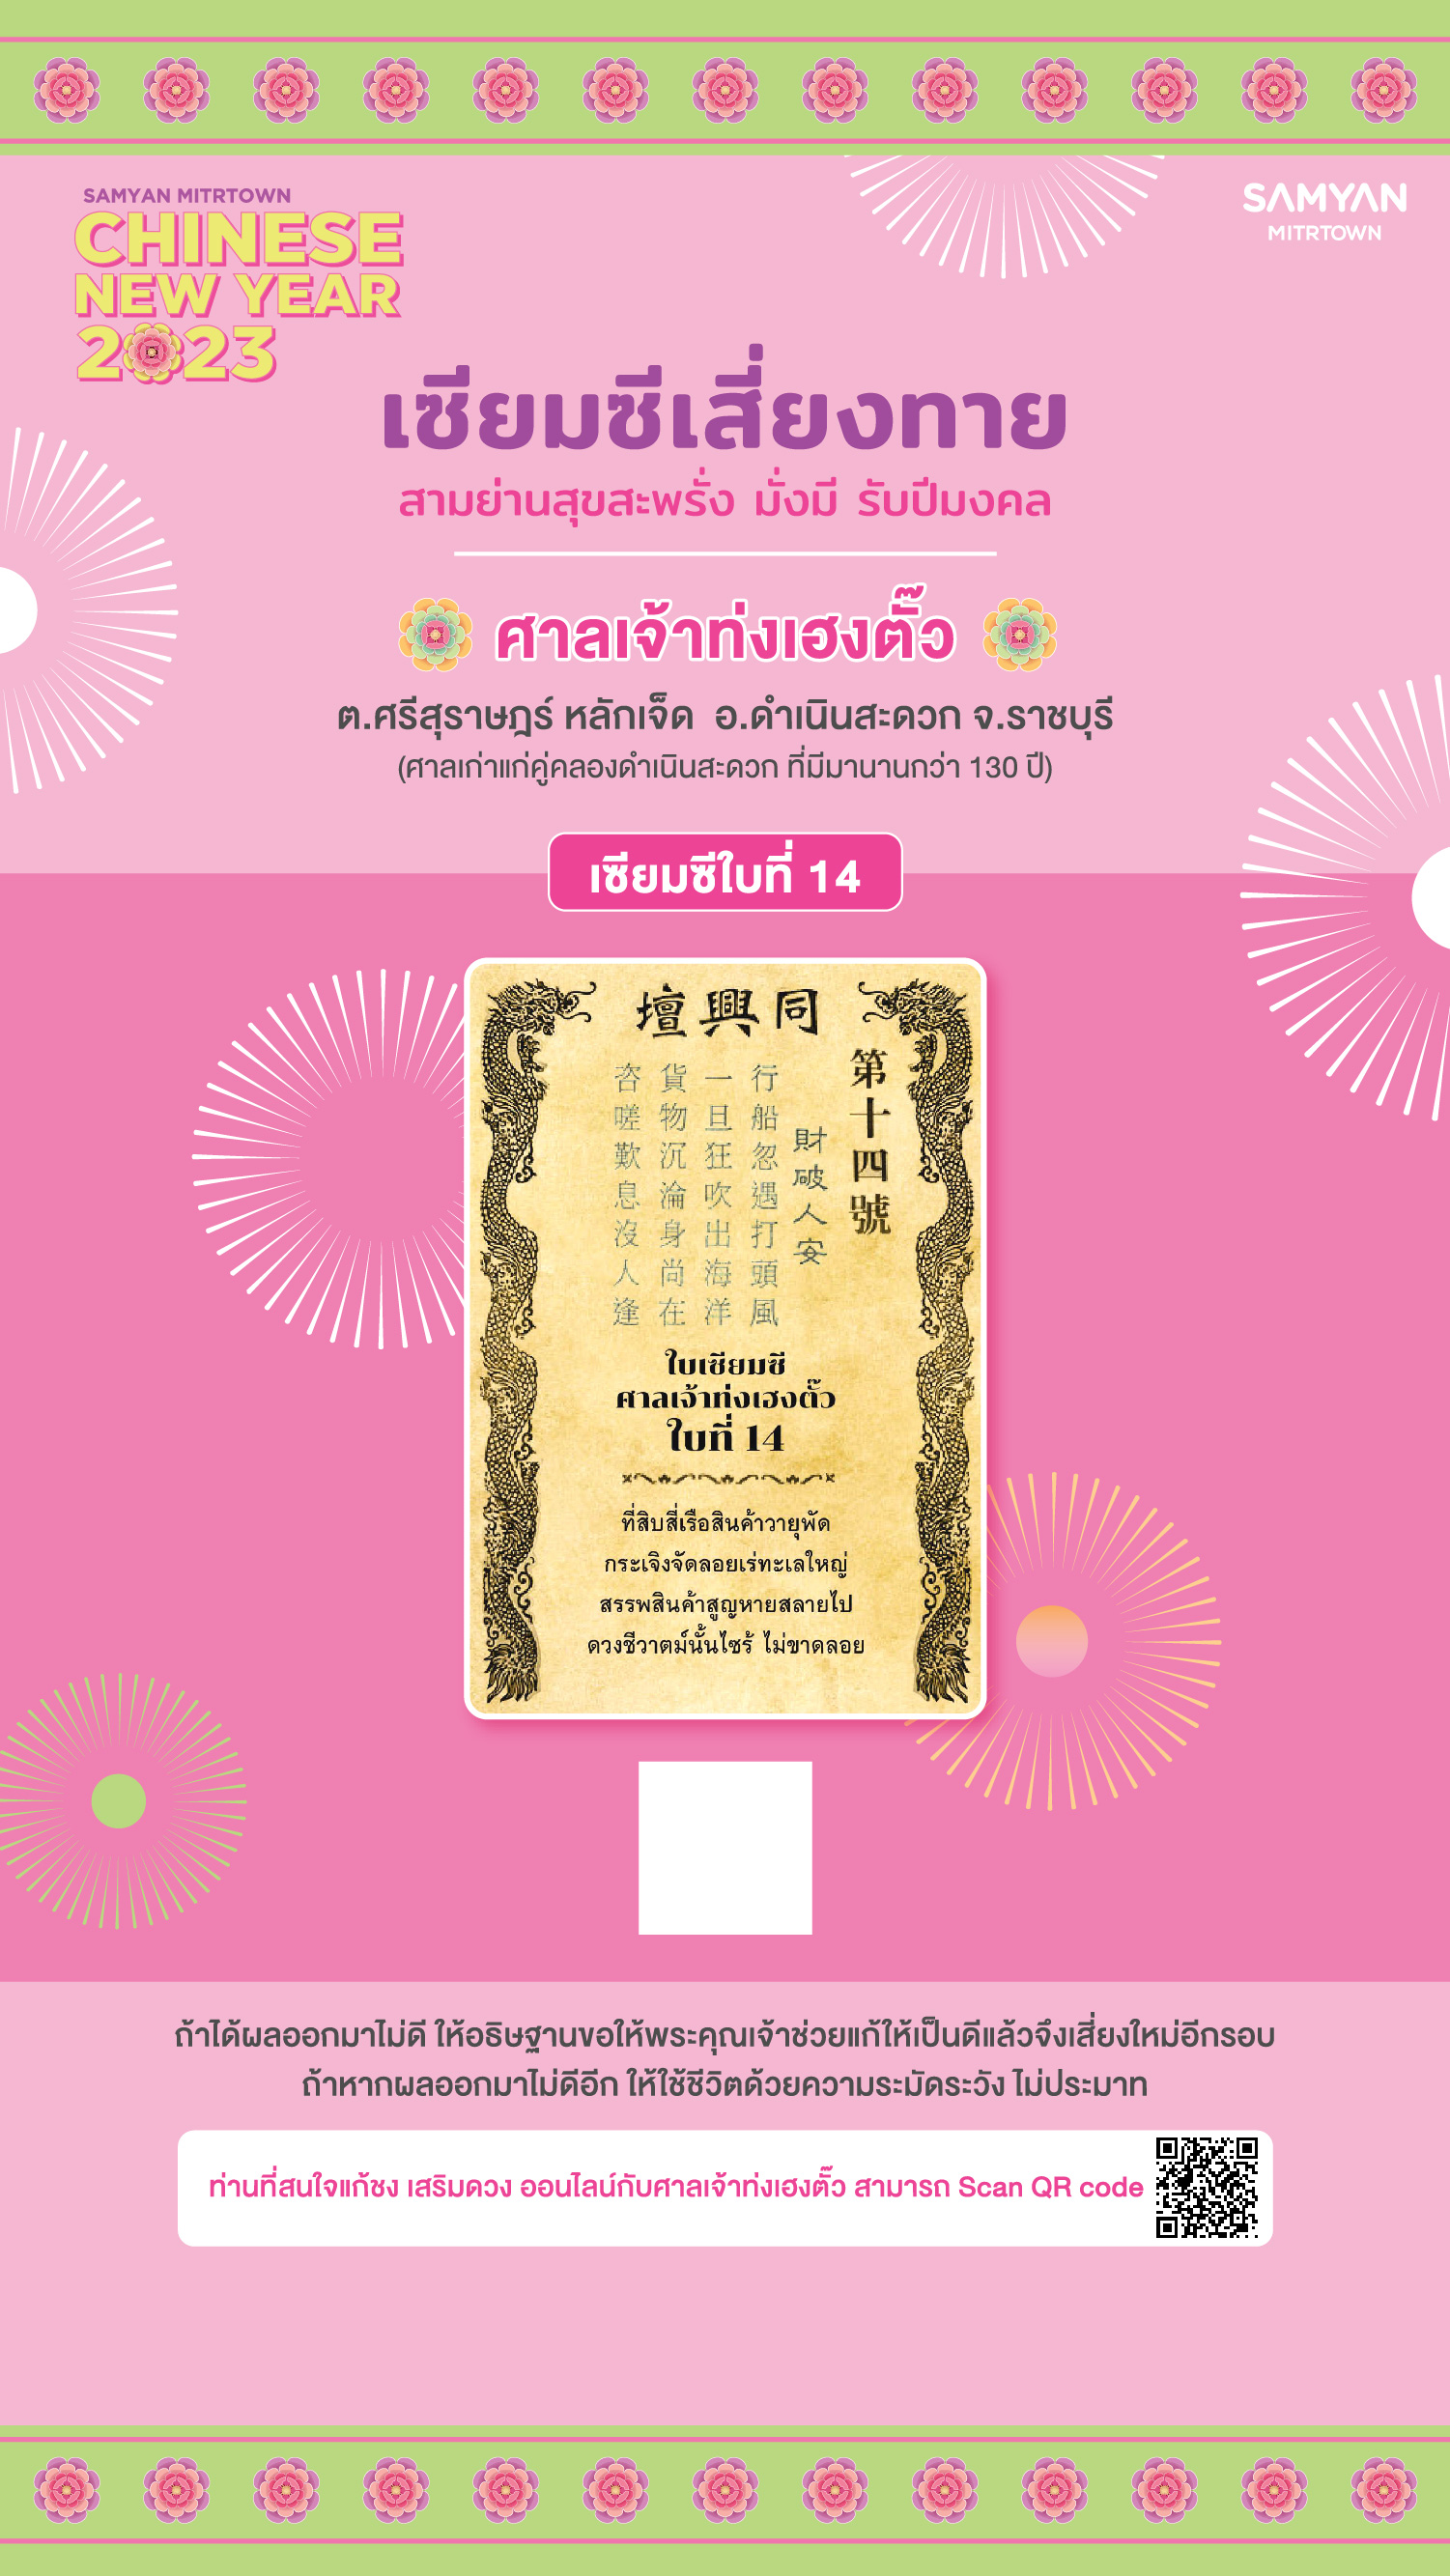 SAMYAN MITRTOWN
CHINESE
NEW YEAR
2023
SAMYAN
MITRTOWN
เซียมซีเสี่ยงทาย
สามย่านสุขสะพรั่ง มั่งมี รับปีมงคล
ศาลเจ้าท่งเฮงตั๊ว
ต.ศรีสุราษฎร์ หลักเจ็ด อ.ดำเนินสะดวก จ.ราชบุรี
(ศาลเก่าแก่คู่คลองดำเนินสะดวก ที่มีมานานกว่า 130 ปี)
เซียมซีใบที่ 14
壇興同
第十四號
財破人安
行船忽遇打頭風
一旦狂吹出海洋
貨物沉淪身尚在
咨嗟歎息沒人逢
ใบเซียมซี
ศาลเจ้าท่งเฮงตั๊ว
ใบที่ 14
ที่สิบสี่เรือสินค้าวายุพัด
กระเจิงจัดลอยเร่ทะเลใหญ่
สรรพสินค้าสูญหายสลายไป
ดวงชีวาตม์นั้นไซร้ ไม่ขาดลอย
ถ้าได้ผลออกมาไม่ดี ให้อธิษฐานขอให้พระคุณเจ้าช่วยแก้ให้เป็นดีแล้วจึงเสี่ยงใหม่อีกรอบ
ถ้าหากผลออกมาไม่ดีอีก ให้ใช้ชีวิตด้วยความระมัดระวัง ไม่ประมาท
ท่านที่สนใจแก้ชง เสริมดวง ออนไลน์กับศาลเจ้าท่งเฮงตั๊ว สามารถ Scan QR code